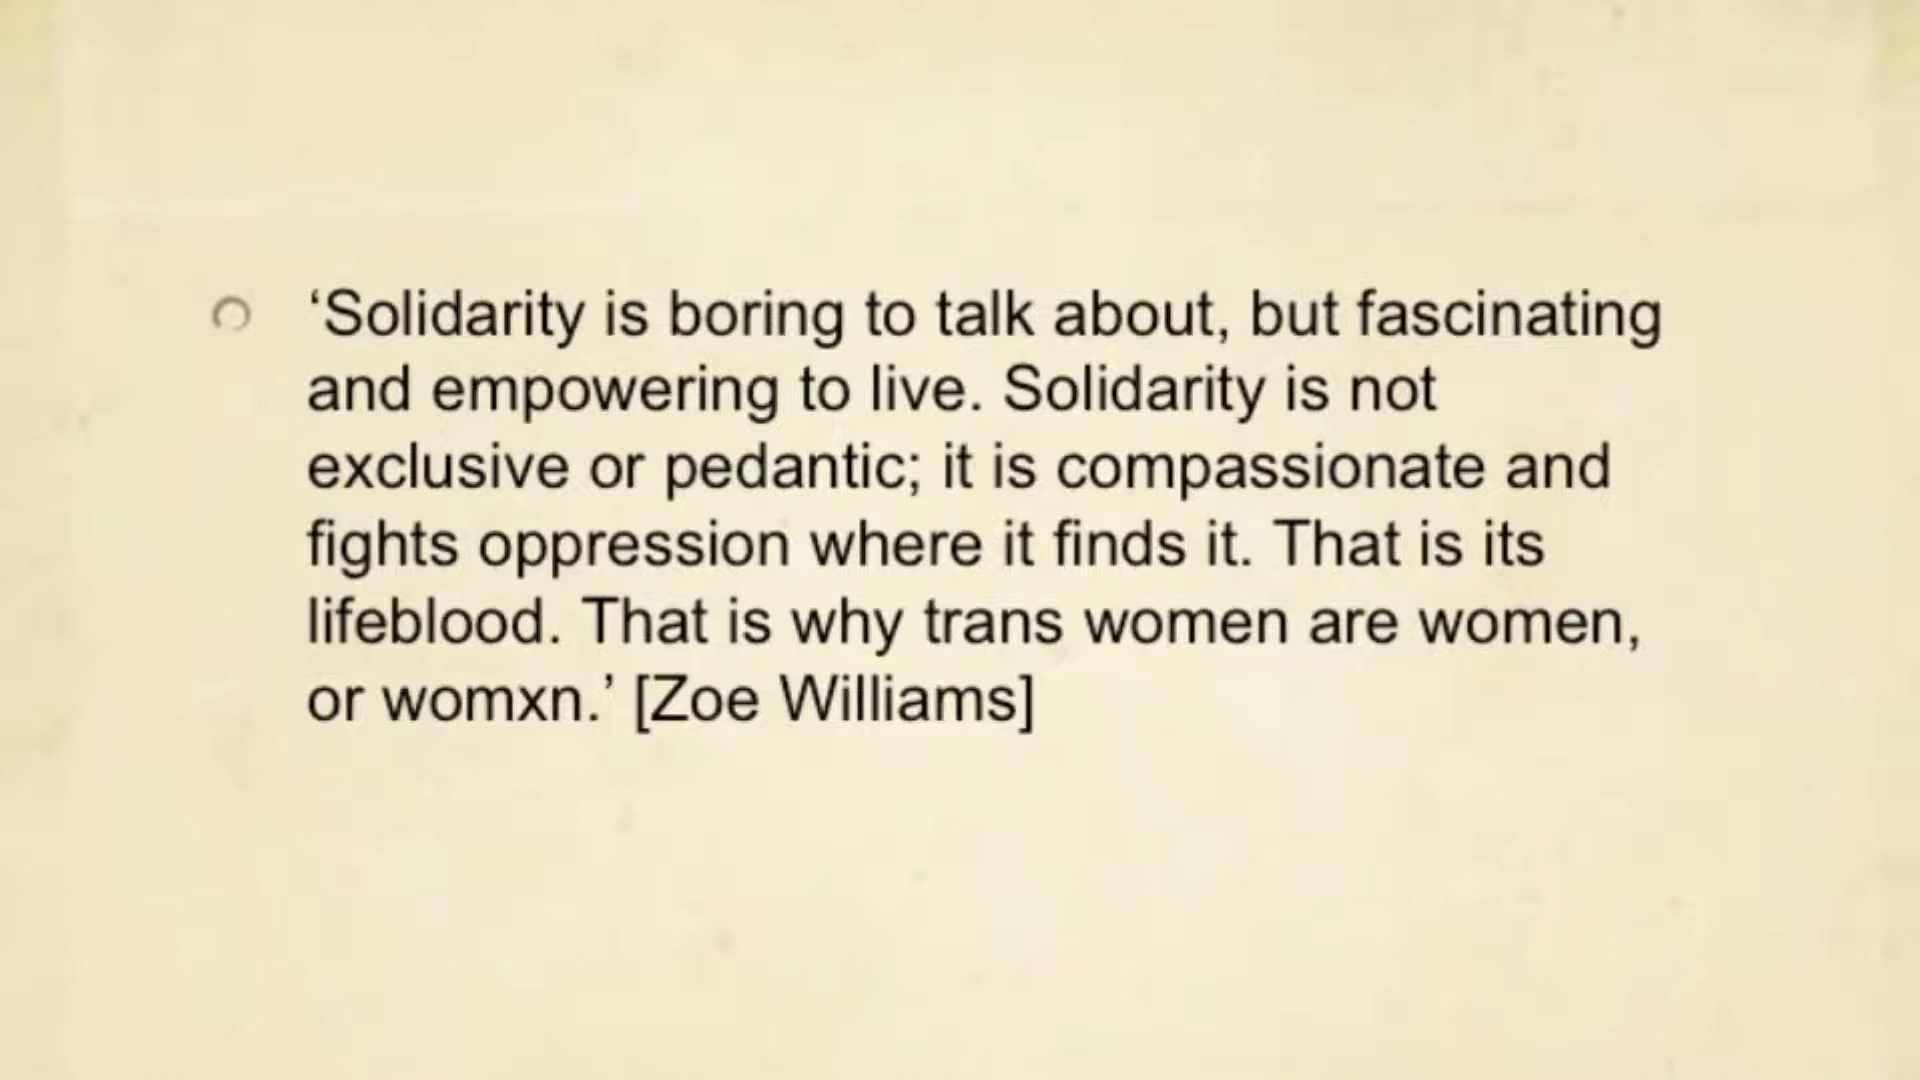 ‘Solidarity is boring to talk about, but fascinating
and empowering to live. Solidarity is not
exclusive or pedantic; it is compassionate and
fights oppression where it finds it. That is its
lifeblood. That is why trans women are women,
or womxn.’ [Zoe Williams]